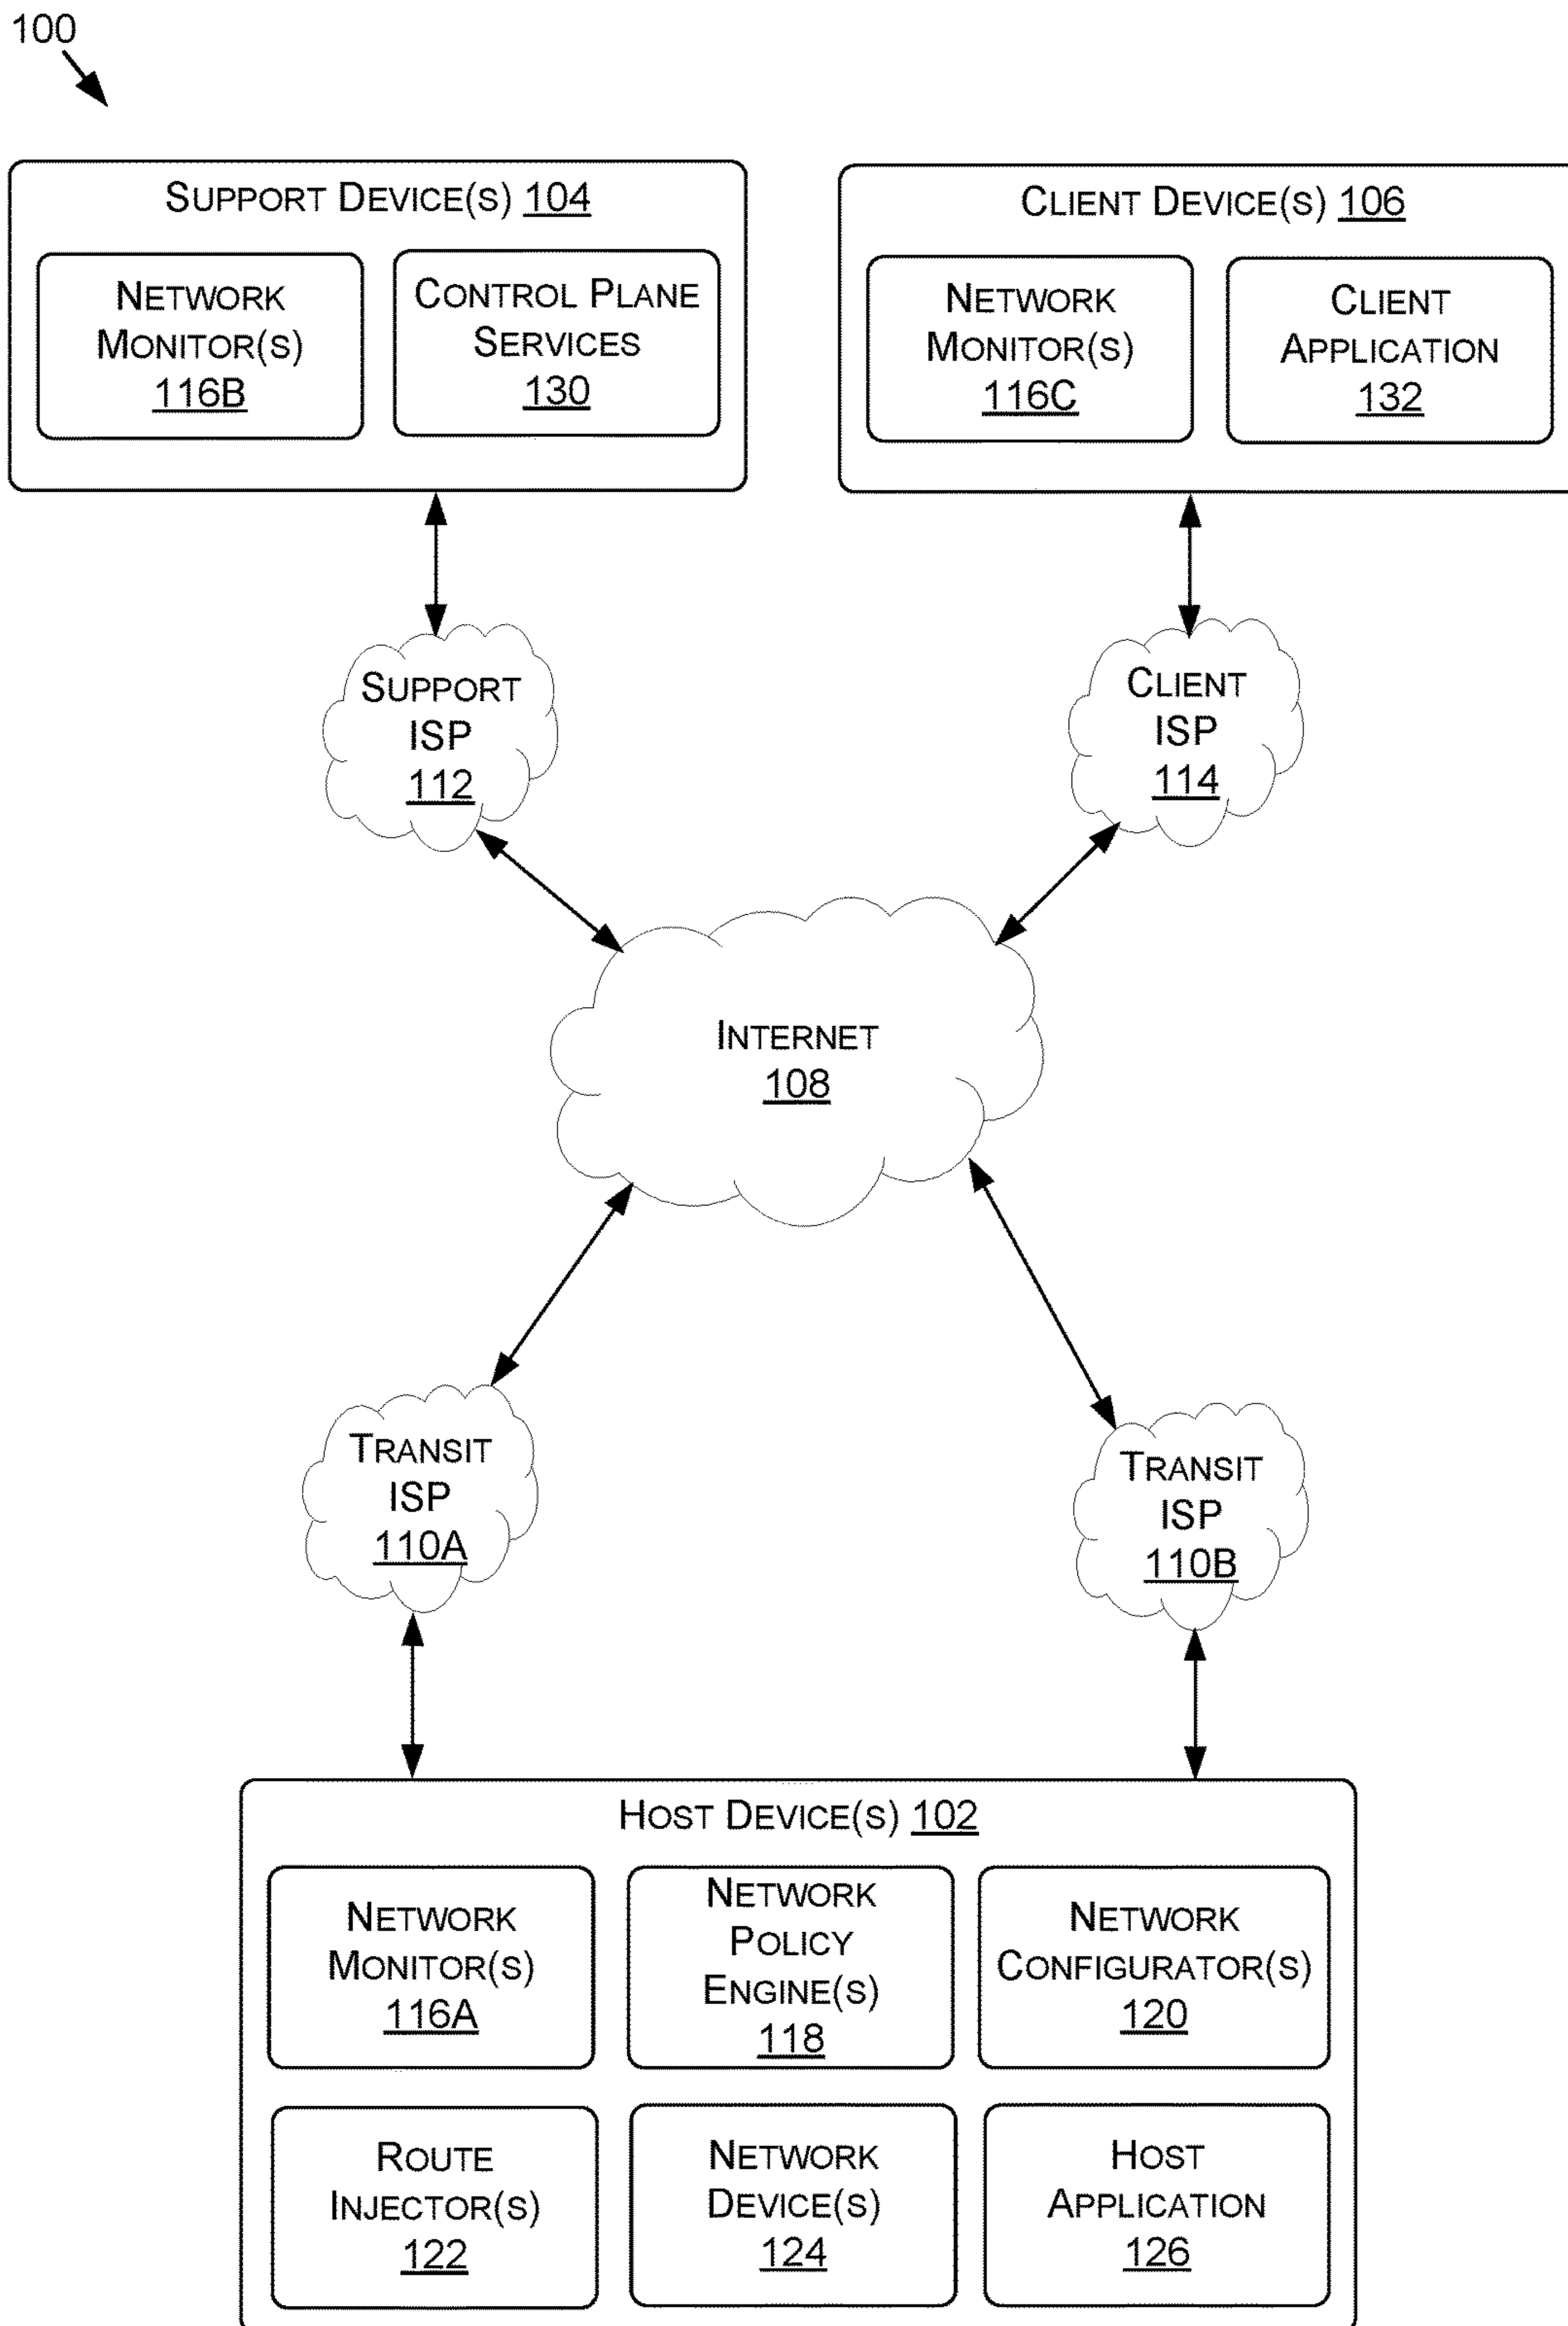 100
SUPPORT DEVICE(S) 104
NETWORK
MONITOR(S)
116B
CONTROL PLANE
SERVICES
130
CLIENT DEVICE(S) 106
NETWORK
MONITOR(S)
116C
CLIENT
APPLICATION
132
SUPPORT
ISP
112
CLIENT
ISP
114
INTERNET
108
TRANSIT
ISP
110A
TRANSIT
ISP
110B
HOST DEVICE(S) 102
NETWORK
MONITOR(S)
116A
NETWORK
POLICY
ENGINE(S)
118
NETWORK
CONFIGURATOR(S)
120
ROUTE
INJECTOR(S)
122
NETWORK
DEVICE(S)
124
HOST
APPLICATION
126